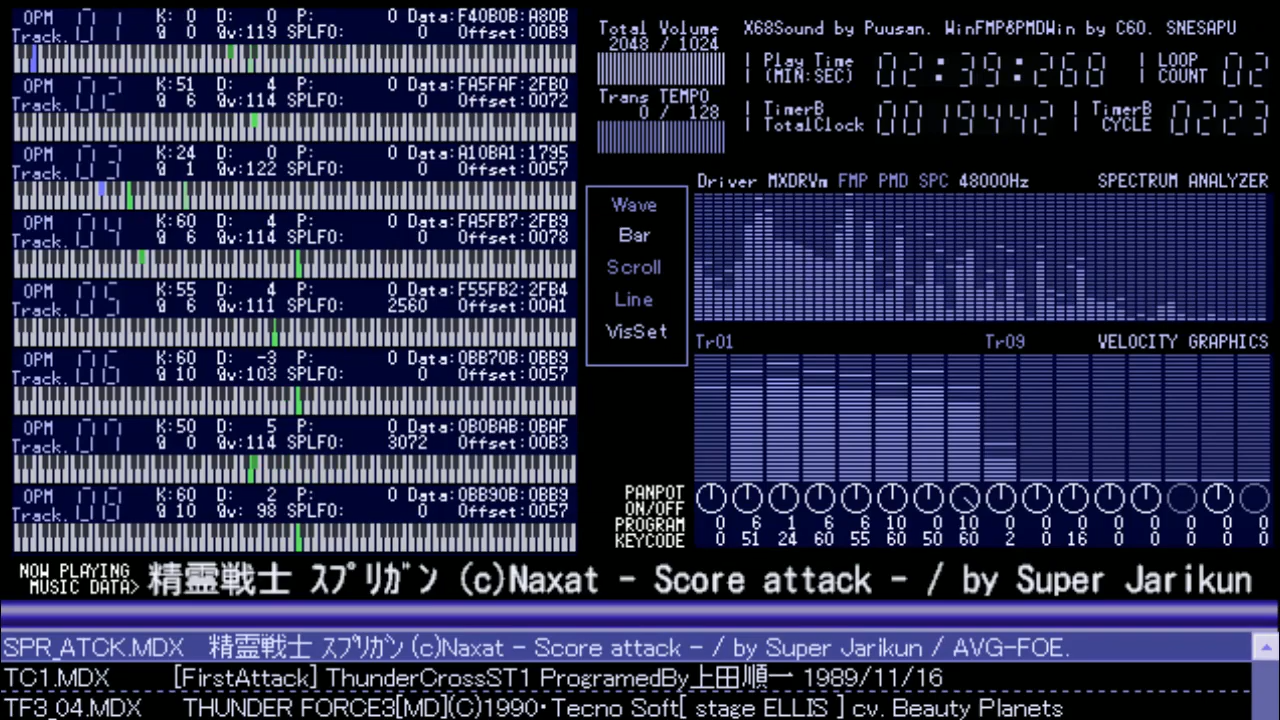 OPM K: 0 D: 0 P: 0 Data:F40B0B:A80B
Track. 01 @ 0 @v:119 SPLFO: 0 Offset:00B9
OPM K:51 D: 4 P: 0 Data:FA5FAF:2FB0
Track. 02 @ 6 @v:114 SPLFO: 0 Offset:0072
OPM K:24 D: 0 P: 0 Data:A10BA1:1795
Track. 03 @ 1 @v:122 SPLFO: 0 Offset:0057
OPM K:60 D: 4 P: 0 Data:FA5FB7:2FB9
Track. 04 @ 6 @v:114 SPLFO: 0 Offset:0078
OPM K:55 D: 4 P: 0 Data:F55FB2:2FB4
Track. 05 @ 6 @v:111 SPLFO: 2560 Offset:00A1
OPM K:60 D: -3 P: 0 Data:0BB70B:0BB9
Track. 06 @ 10 @v:103 SPLFO: 0 Offset:0057
OPM K:50 D: 5 P: 0 Data:0B0BAB:0BAF
Track. 07 @ 0 @v:114 SPLFO: 3072 Offset:00B3
OPM K:60 D: 2 P: 0 Data:0BB90B:0BB9
Track. 08 @ 10 @v: 98 SPLFO: 0 Offset:0057
Total Volume
2048 / 1024
Trans TEMPO
0 / 128
X68Sound by Puusan. WinFMP&PMDWin by C60. SNESAPU
Play Time (MIN:SEC) 02:39:268 LOOP COUNT 02
TimerB TotalClock 0019442 TimerB CYCLE 0223
Driver MXDRVm FMP PMD SPC 48000Hz SPECTRUM ANALYZER
Wave
Bar
Scroll
Line
VisSet
Tr01 Tr09 VELOCITY GRAPHICS
PANPOT
ON/OFF
PROGRAM 0 6 1 6 6 10 0 10 0 0 0 0 0 0 0 0
KEYCODE 0 51 24 60 55 60 50 60 2 0 16 0 0 0 0 0
NOW PLAYING
MUSIC DATA> 精霊戦士 ｽﾌﾟﾘｶﾞﾝ (c)Naxat - Score attack - / by Super Jarikun
SPR_ATCK.MDX 精霊戦士 ｽﾌﾟﾘｶﾞﾝ (c)Naxat - Score attack - / by Super Jarikun / AVG-FOE.
TC1.MDX [FirstAttack] ThunderCrossST1 ProgramedBy上田順一 1989/11/16
TF3_04.MDX THUNDER FORCE3[MD](C)1990･Tecno Soft[ stage ELLIS ] cv. Beauty Planets